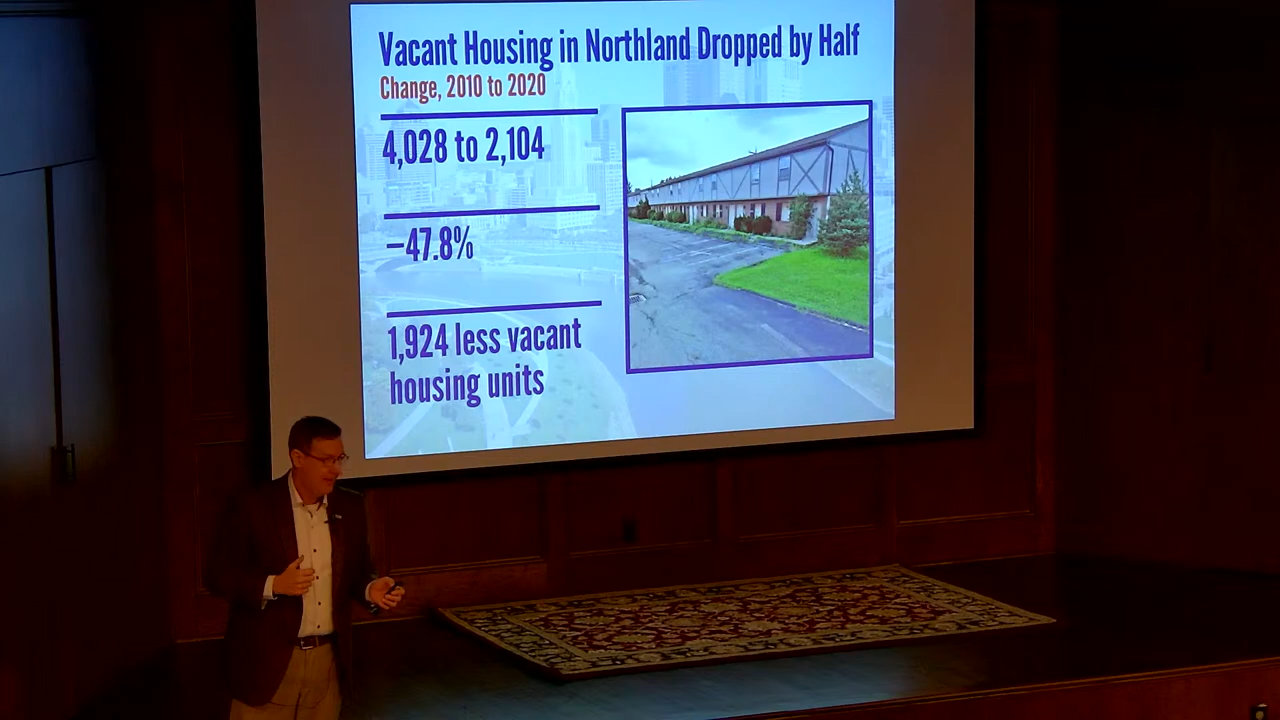 Vacant Housing in Northland Dropped by Half
Change, 2010 to 2020
4,028 to 2,104
–47.8%
1,924 less vacant
housing units